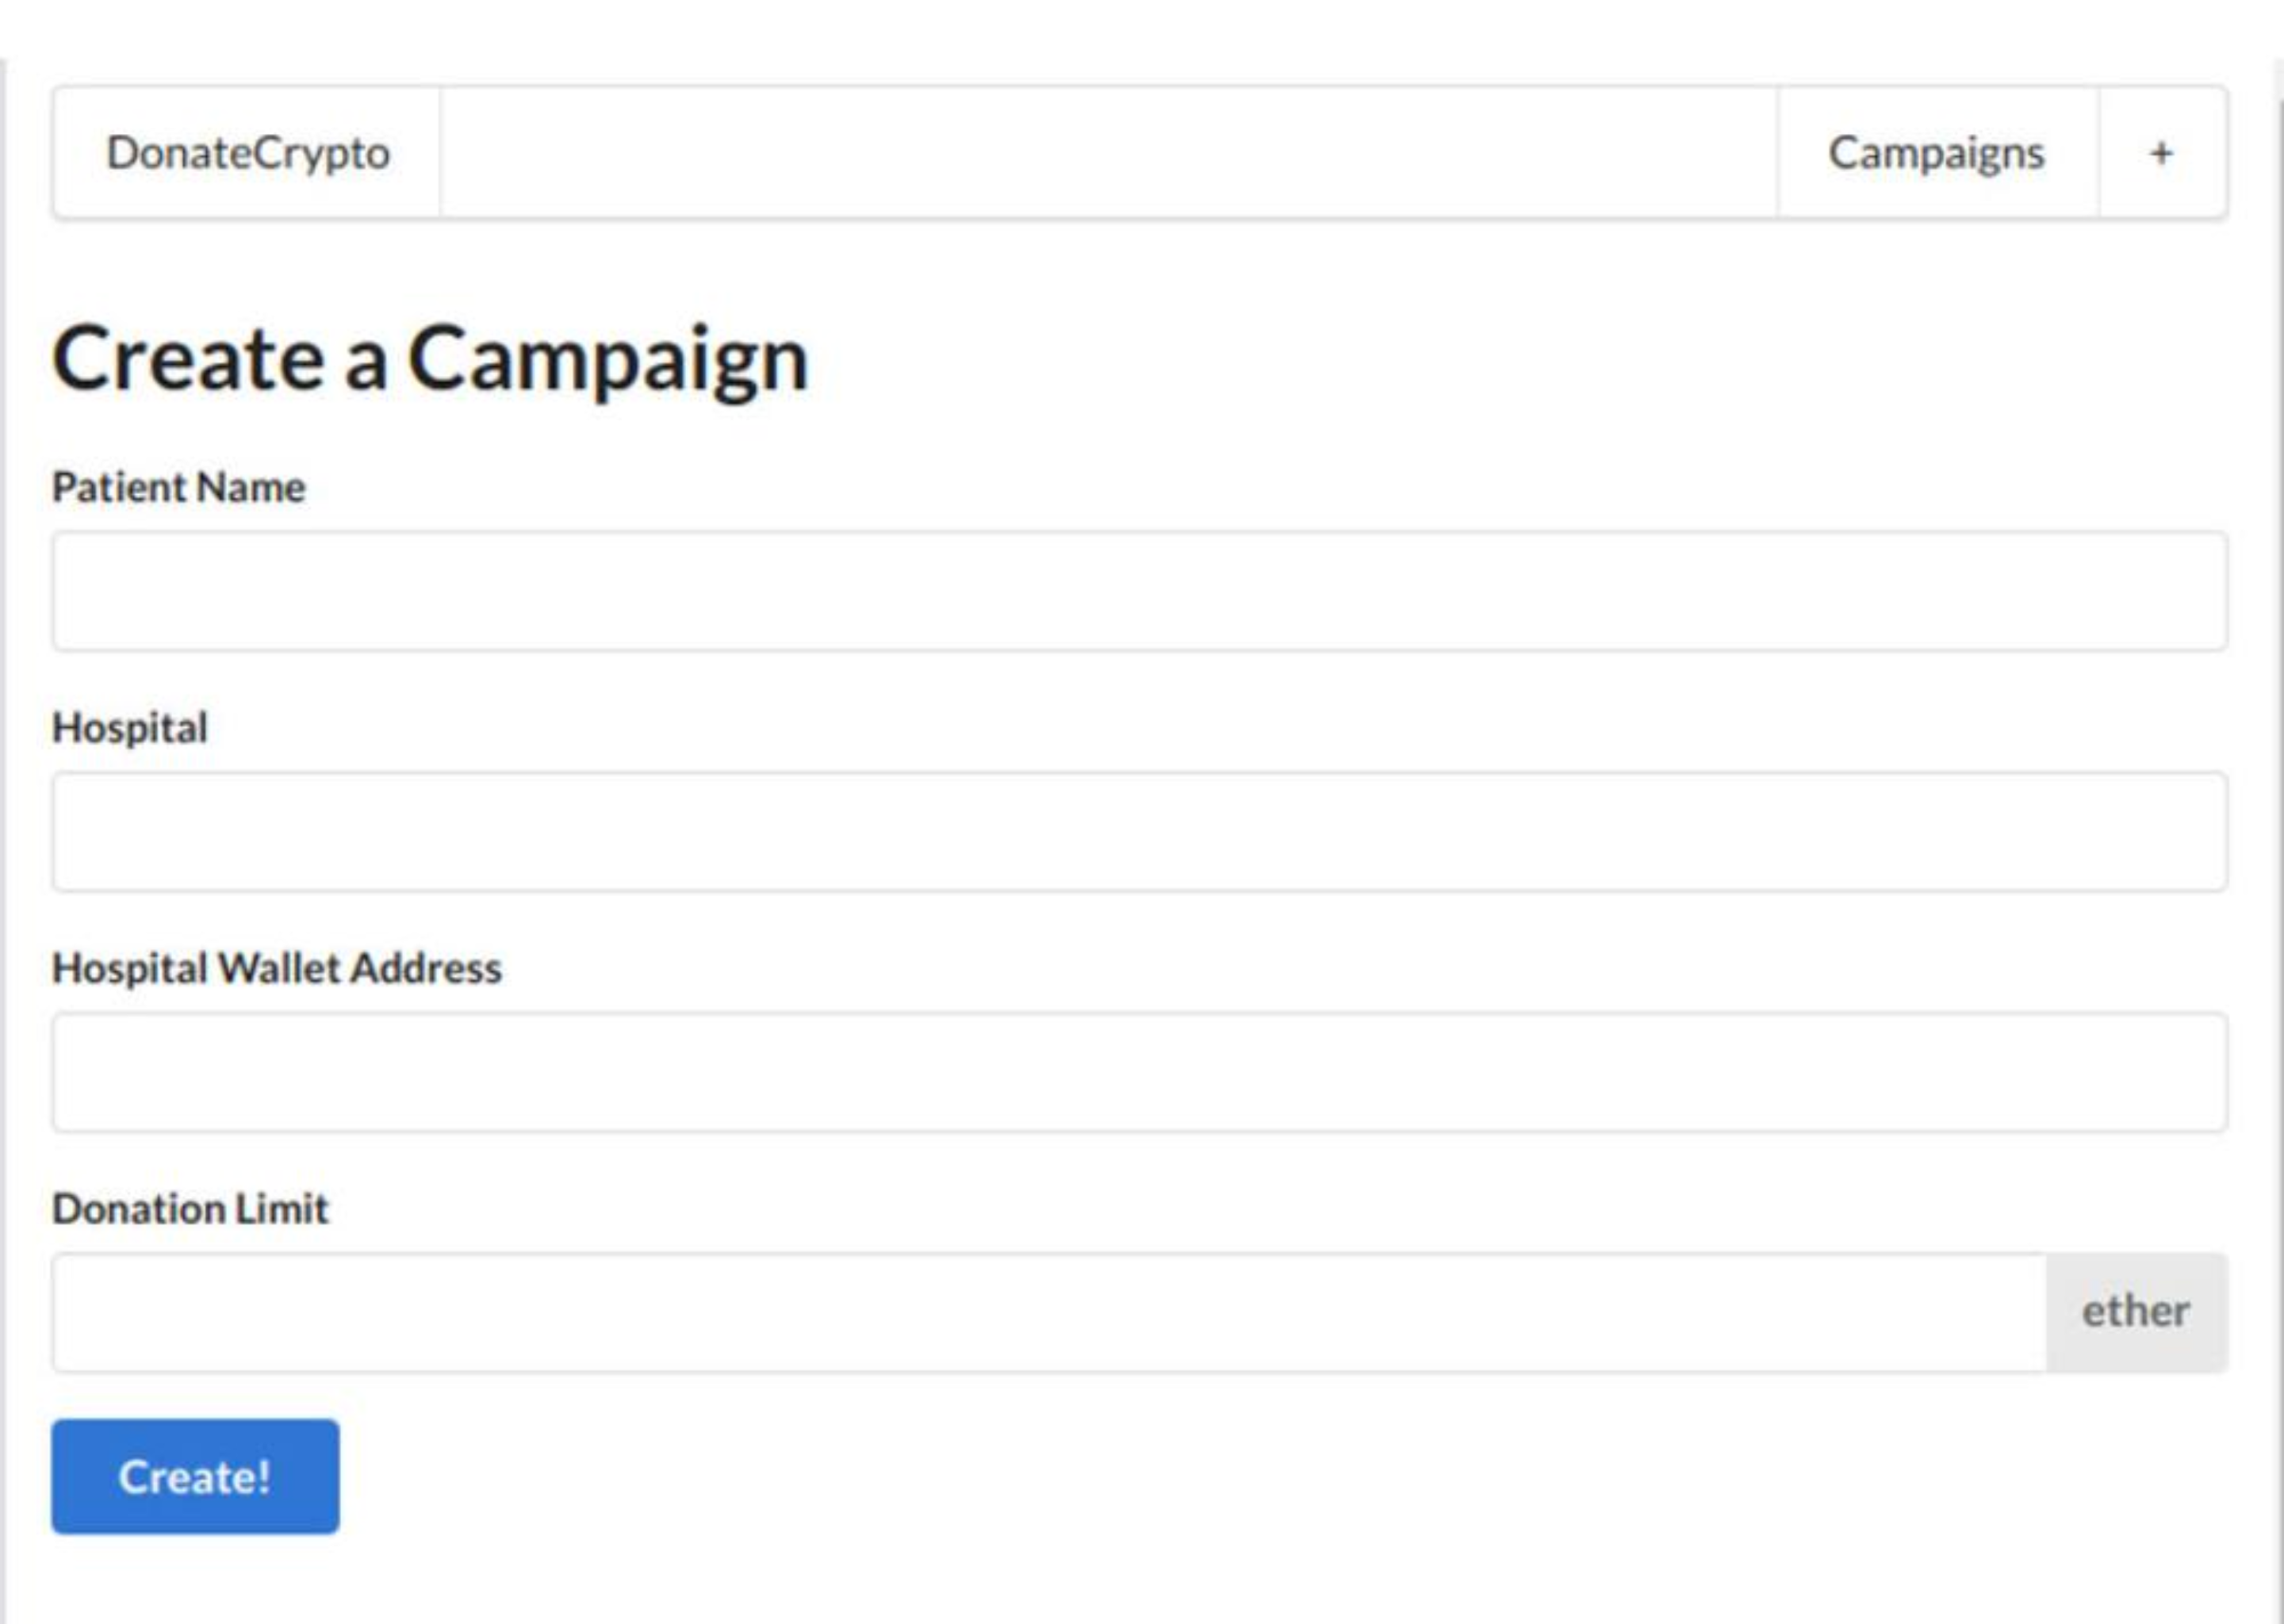 DonateCrypto
Campaigns
+
Create a Campaign
Patient Name
Hospital
Hospital Wallet Address
Donation Limit
ether
Create!